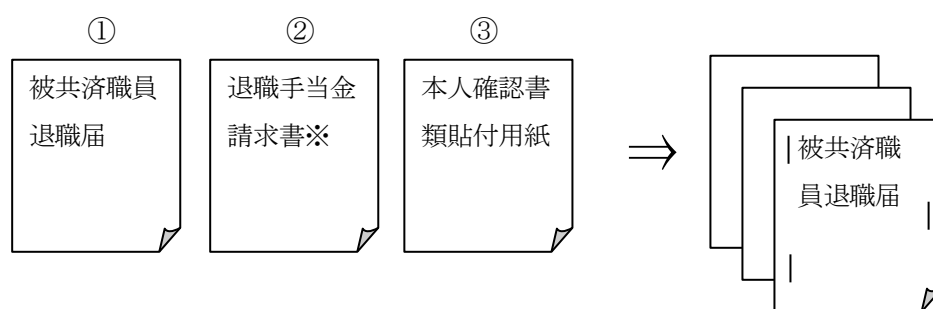 ① ② ③
被共済職員
退職届
退職手当金
請求書※
本人確認書
類貼付用紙
⇒
被共済職
員退職届